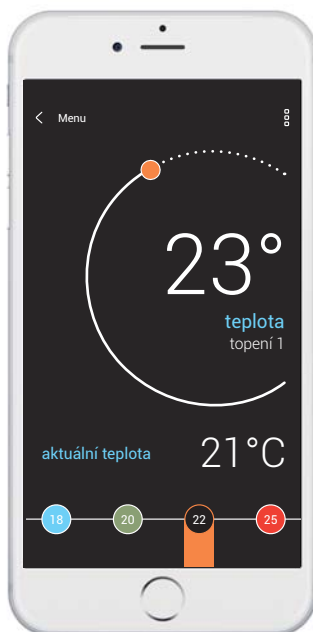 Menu
23°
teplota
topení 1
aktuální teplota
21°C
18
20
22
25